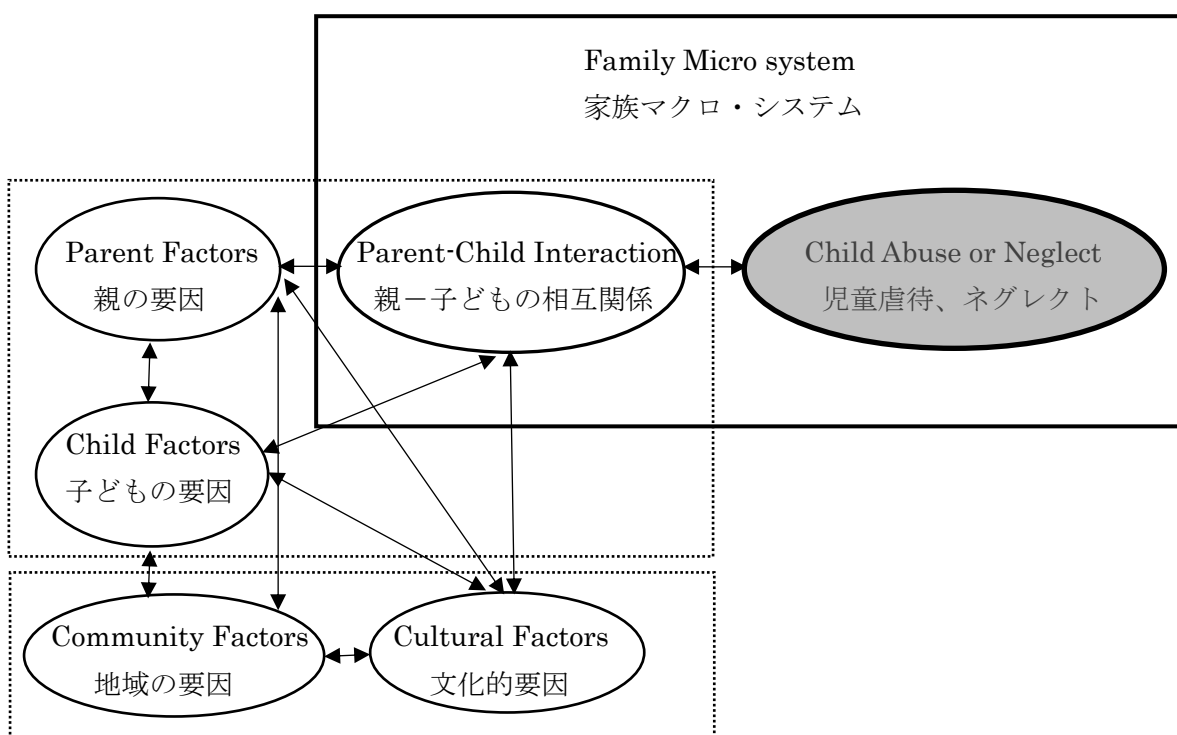 Family Micro system
家族マクロ・システム
Parent Factors
親の要因
Parent-Child Interaction
親－子どもの相互関係
Child Abuse or Neglect
児童虐待、ネグレクト
Child Factors
子どもの要因
Community Factors
地域の要因
Cultural Factors
文化的要因